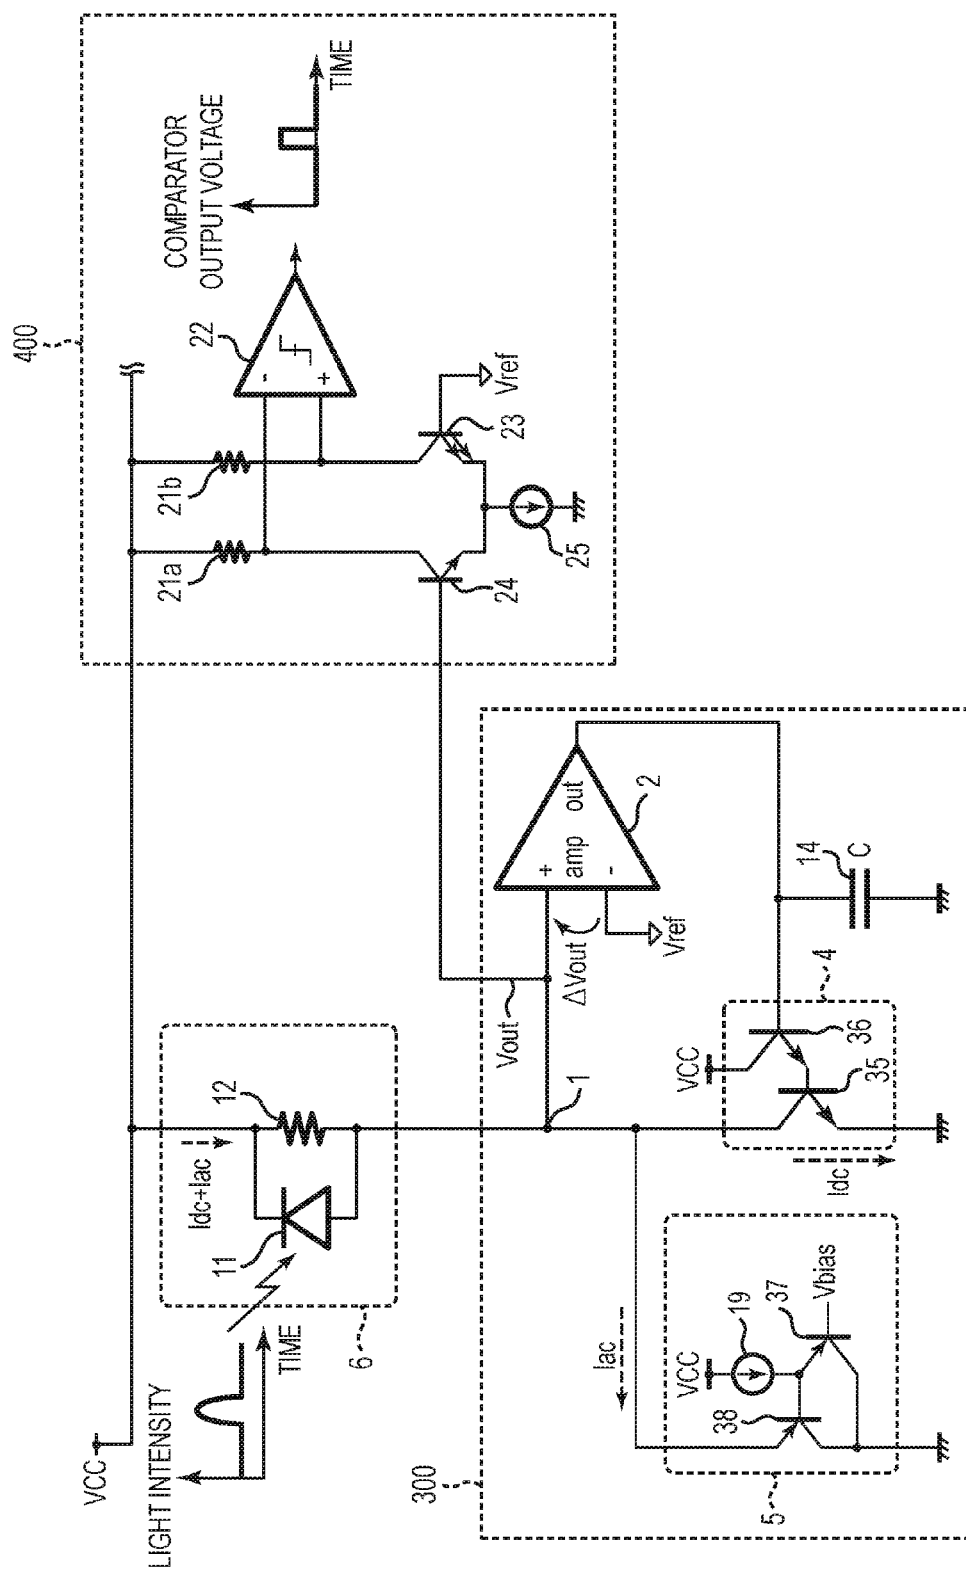 400
COMPARATOR
OUTPUT VOLTAGE
TIME
22
-
+
21a
21b
Vref
23
24
25
VCC
LIGHT INTENSITY
TIME
6
11
12
Idc+Iac
Vout
1
ΔVout
Vref
+
-
amp
out
2
300
Iac
VCC
19
38
37
Vbias
5
Idc
VCC
35
36
4
14
C